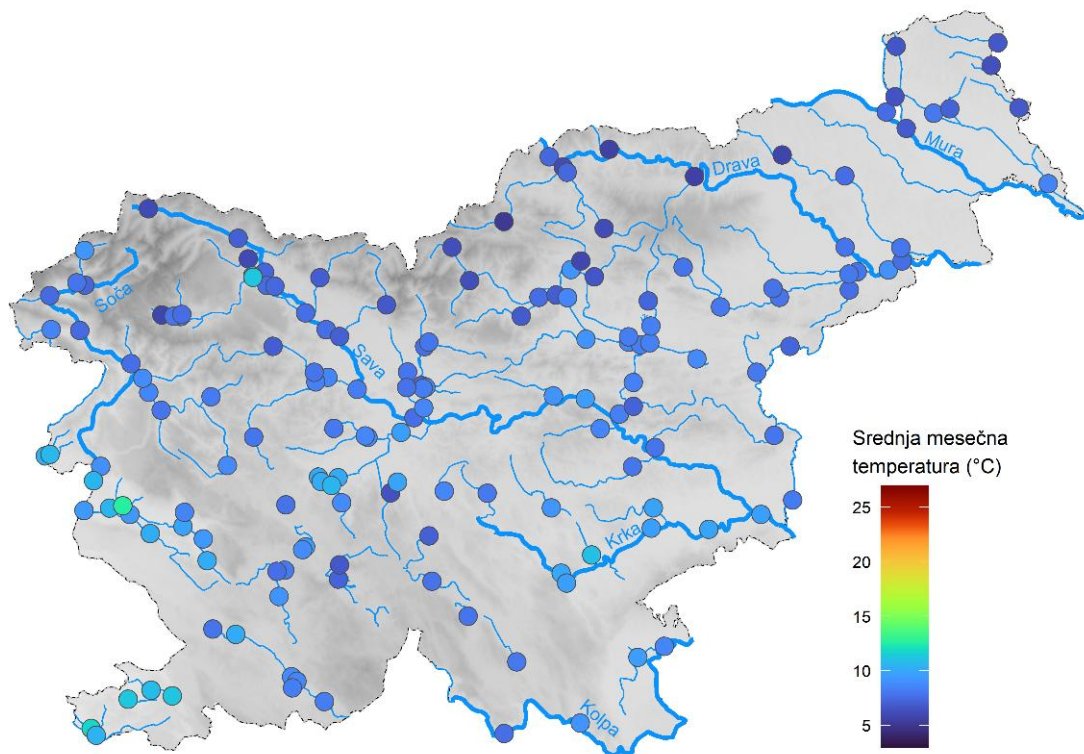 Mura
Drava
Soča
Sava
Srednja mesečna
temperatura (°C)
25
20
15
10
5
Krka
Kolpa